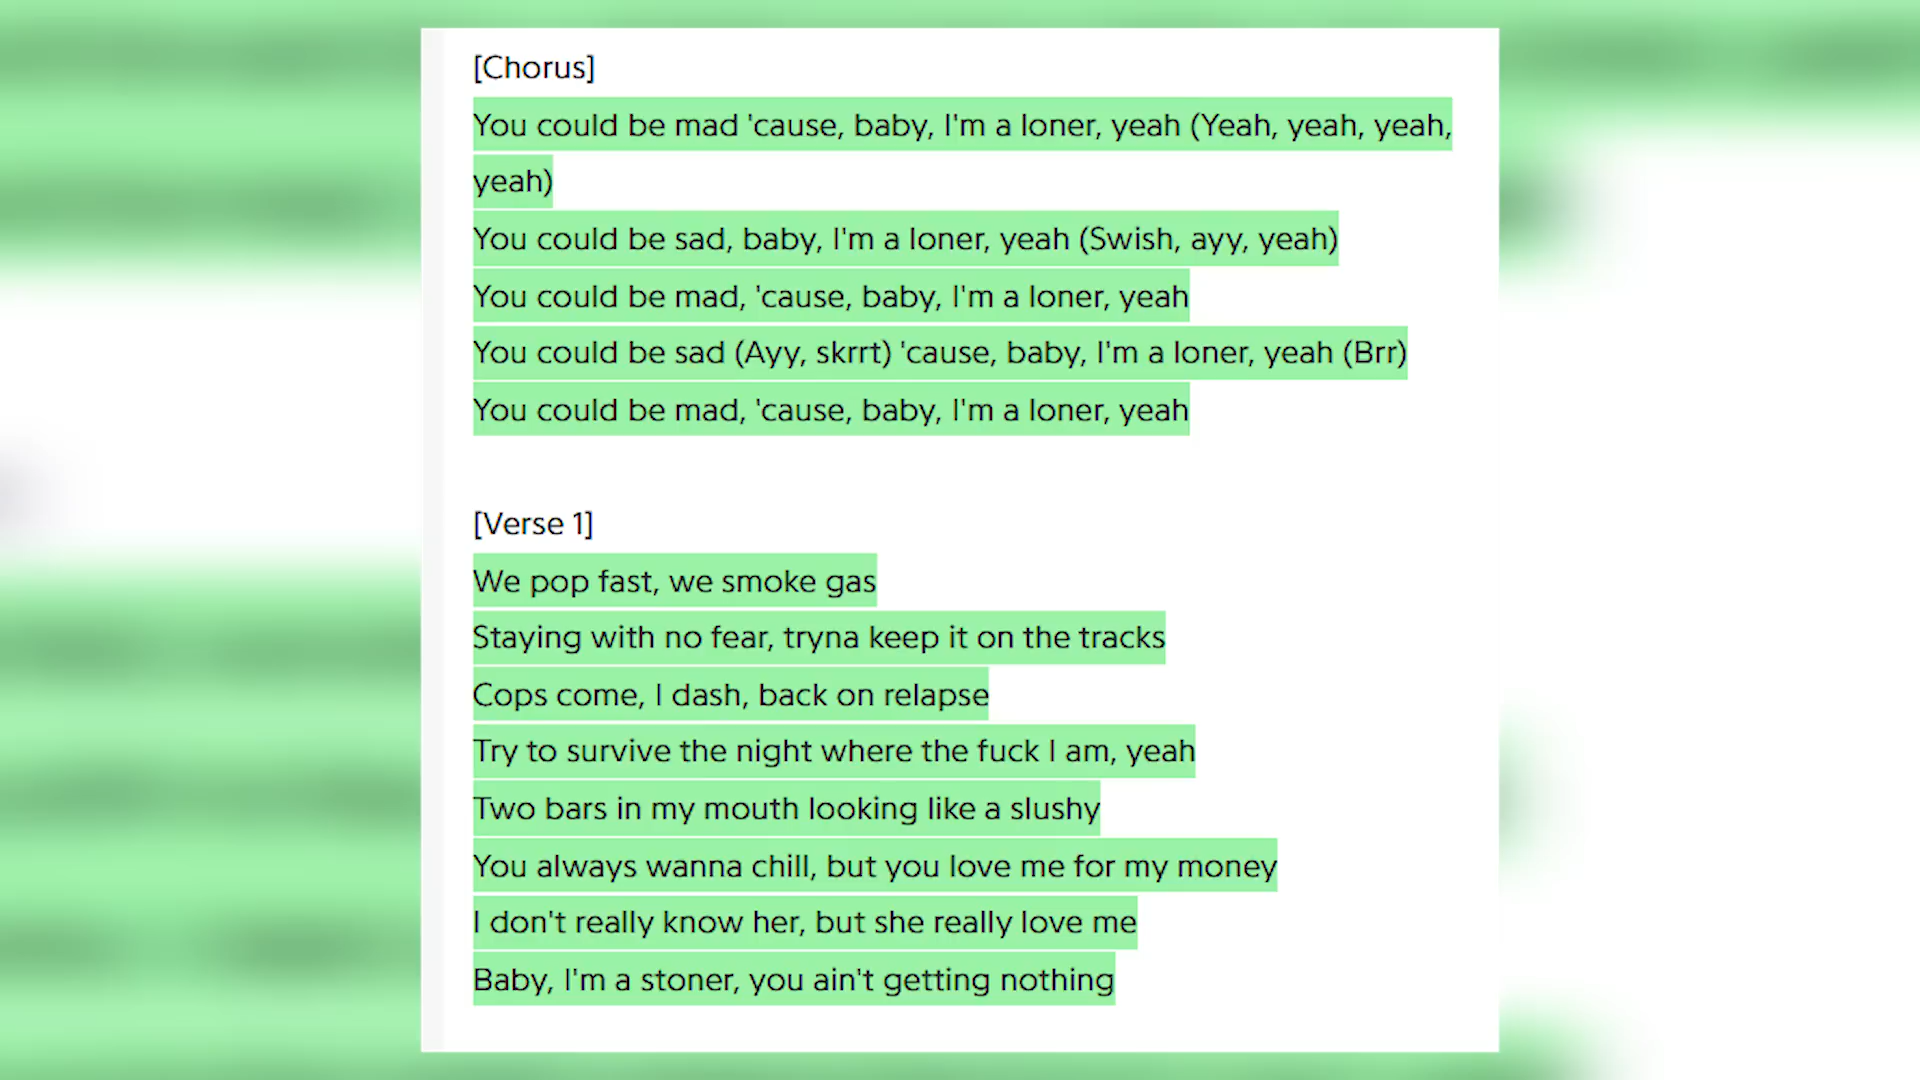 [Chorus]
You could be mad 'cause, baby, I'm a loner, yeah (Yeah, yeah, yeah,
yeah)
You could be sad, baby, I'm a loner, yeah (Swish, ayy, yeah)
You could be mad, 'cause, baby, I'm a loner, yeah
You could be sad (Ayy, skrrt) 'cause, baby, I'm a loner, yeah (Brr)
You could be mad, 'cause, baby, I'm a loner, yeah
[Verse 1]
We pop fast, we smoke gas
Staying with no fear, tryna keep it on the tracks
Cops come, I dash, back on relapse
Try to survive the night where the fuck I am, yeah
Two bars in my mouth looking like a slushy
You always wanna chill, but you love me for my money
I don't really know her, but she really love me
Baby, I'm a stoner, you ain't getting nothing